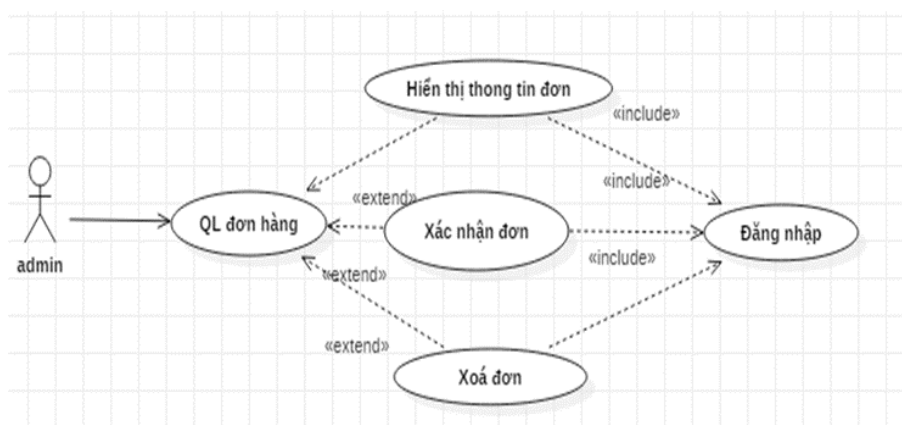 Hiển thị thong tin đơn
«include»
«include»
«extend»
QL đơn hàng
Xác nhận đơn
Đăng nhập
«include»
admin
«extend»
«extend»
Xoá đơn